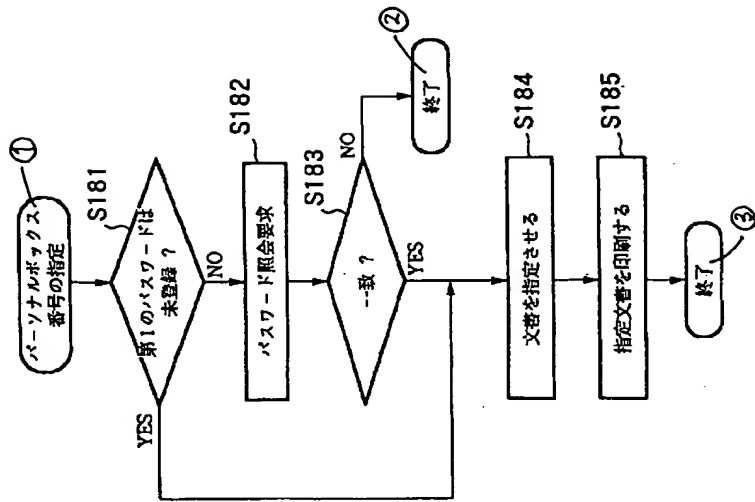 ①
パーソナルボックス
番号の指定
S181
第1のパスワードは
未登録？
YES
NO
S182
パスワード照会要求
S183
一致？
NO
YES
②
終了
S184
文書を指定させる
S185
指定文書を印刷する
終了
③